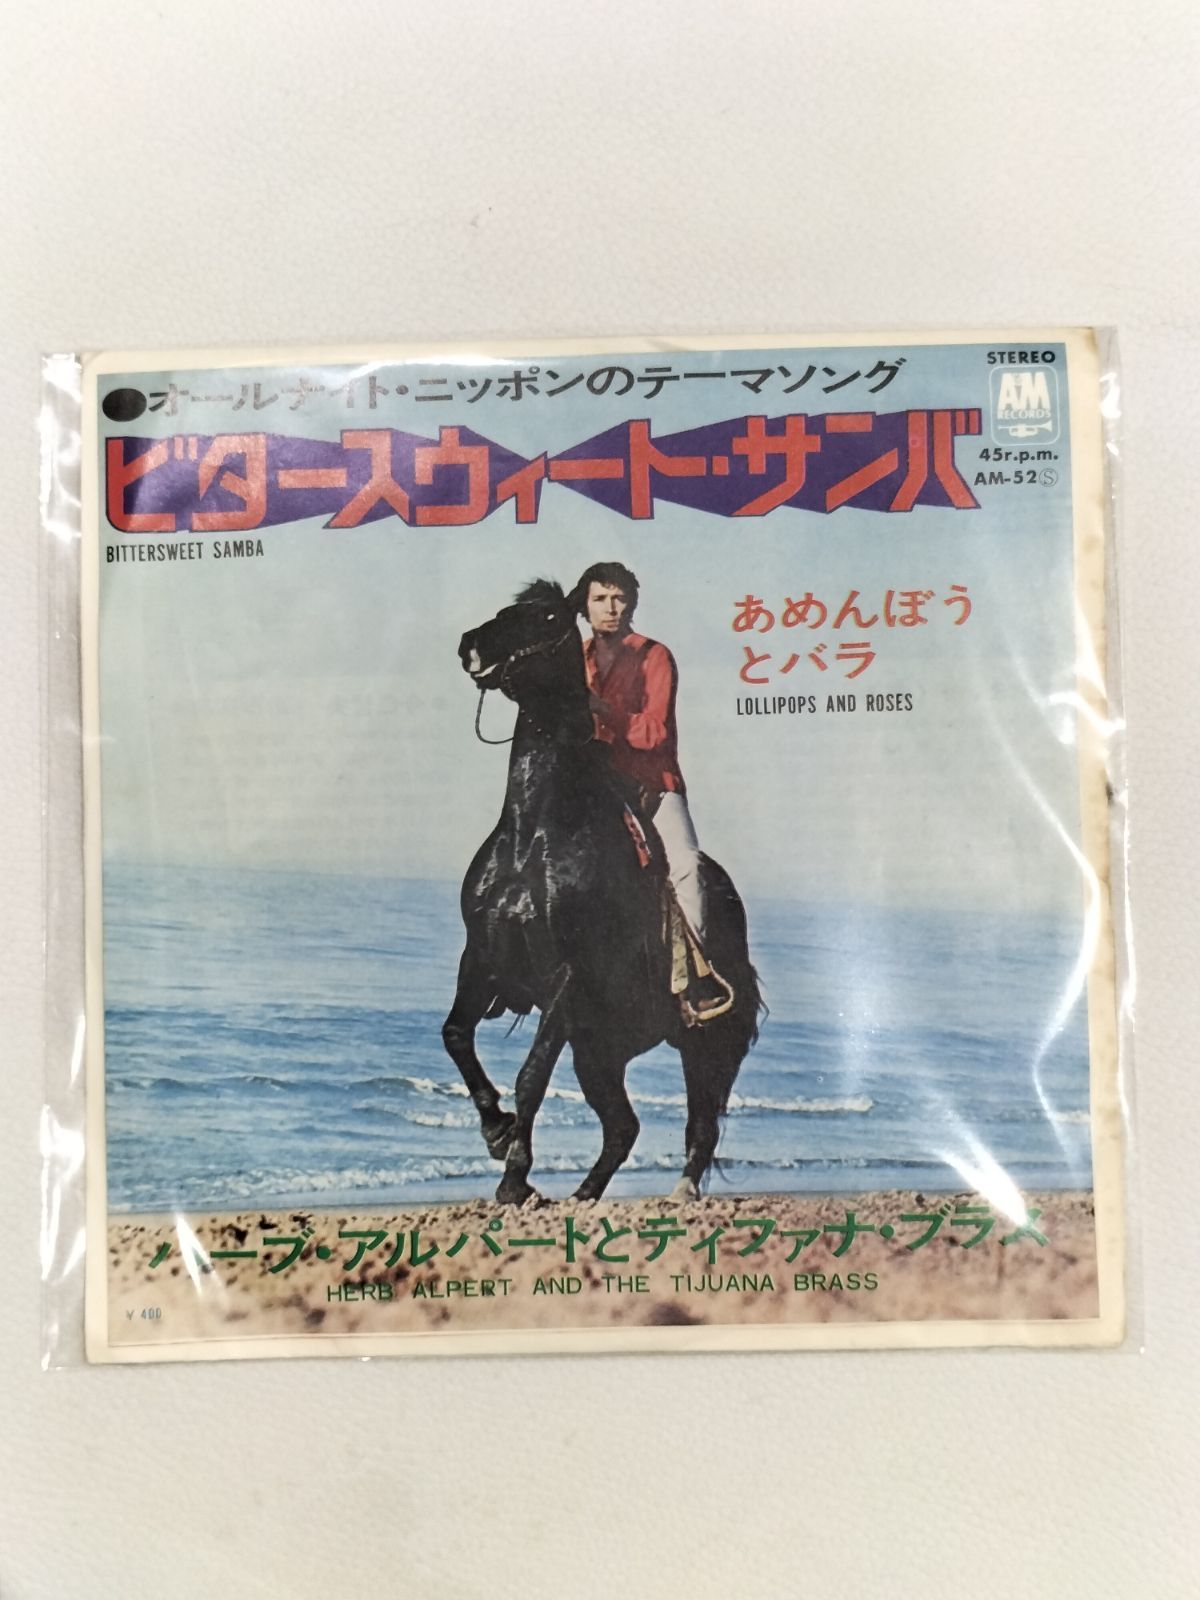 ●オールナイト・ニッポンのテーマソング
ビタースウィート・サンバ
BITTERSWEET SAMBA
STEREO
A&M
RECORDS
45r.p.m.
AM-52Ⓢ
あめんぼう
とバラ
LOLLIPOPS AND ROSES
ハーブ・アルパートとティファナ・ブラス
HERB ALPERT AND THE TIJUANA BRASS
¥ 400